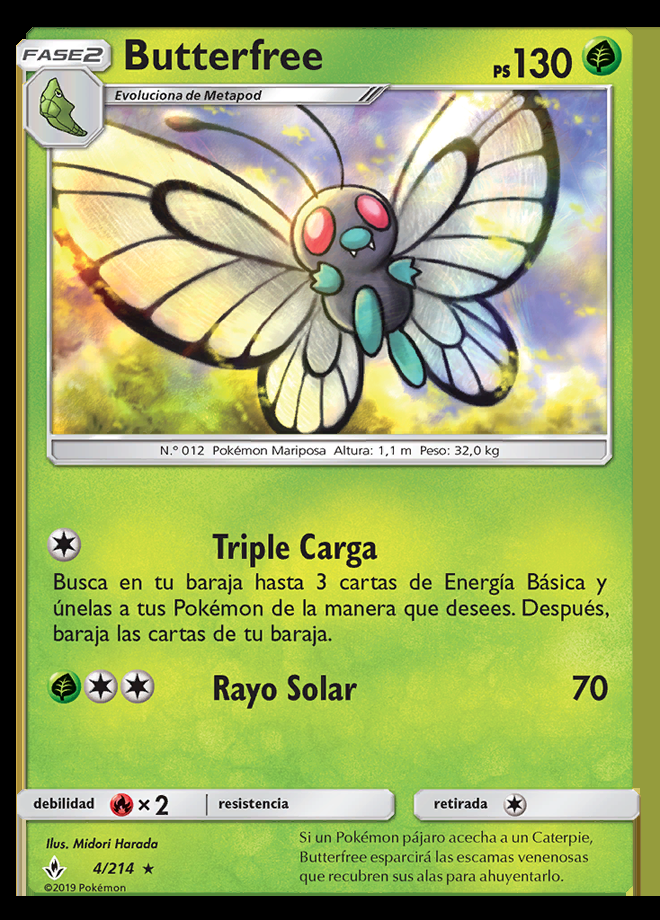 FASE2
Butterfree
PS130
Evoluciona de Metapod
N.º 012 Pokémon Mariposa Altura: 1,1 m Peso: 32,0 kg
Triple Carga
Busca en tu baraja hasta 3 cartas de Energía Básica y
únelas a tus Pokémon de la manera que desees. Después,
baraja las cartas de tu baraja.
Rayo Solar 70
debilidad ×2 resistencia retirada
Ilus. Midori Harada
4/214
©2019 Pokémon
Si un Pokémon pájaro acecha a un Caterpie,
Butterfree esparcirá las escamas venenosas
que recubren sus alas para ahuyentarlo.